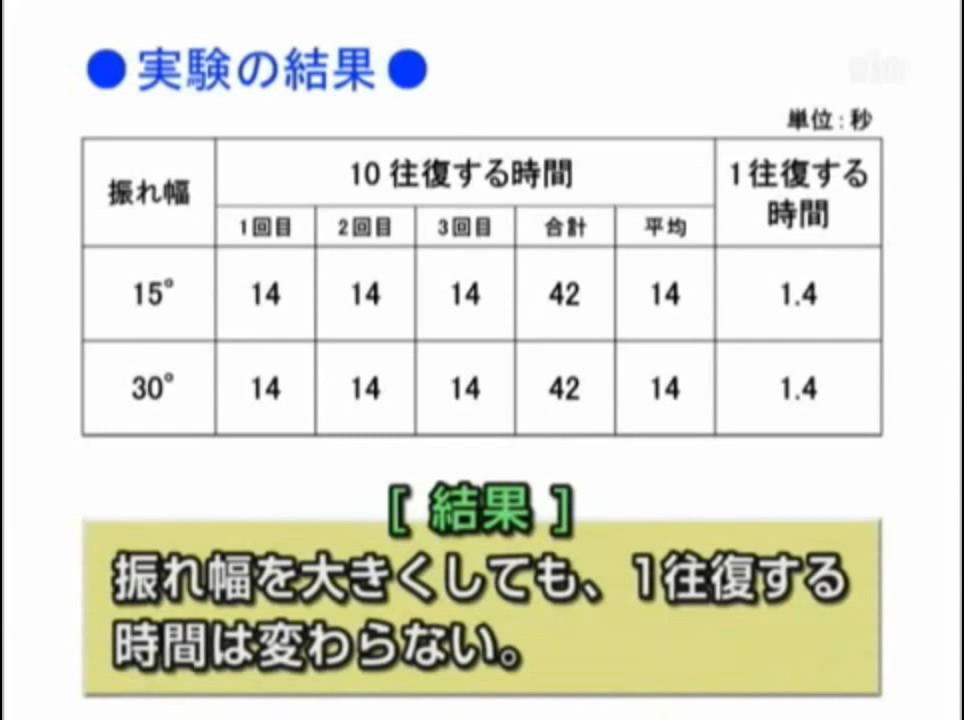 ●実験の結果●
単位:秒
振れ幅 10往復する時間 1往復する時間
1回目 2回目 3回目 合計 平均
15° 14 14 14 42 14 1.4
30° 14 14 14 42 14 1.4
[ 結果 ]
振れ幅を大きくしても、1往復する
時間は変わらない。